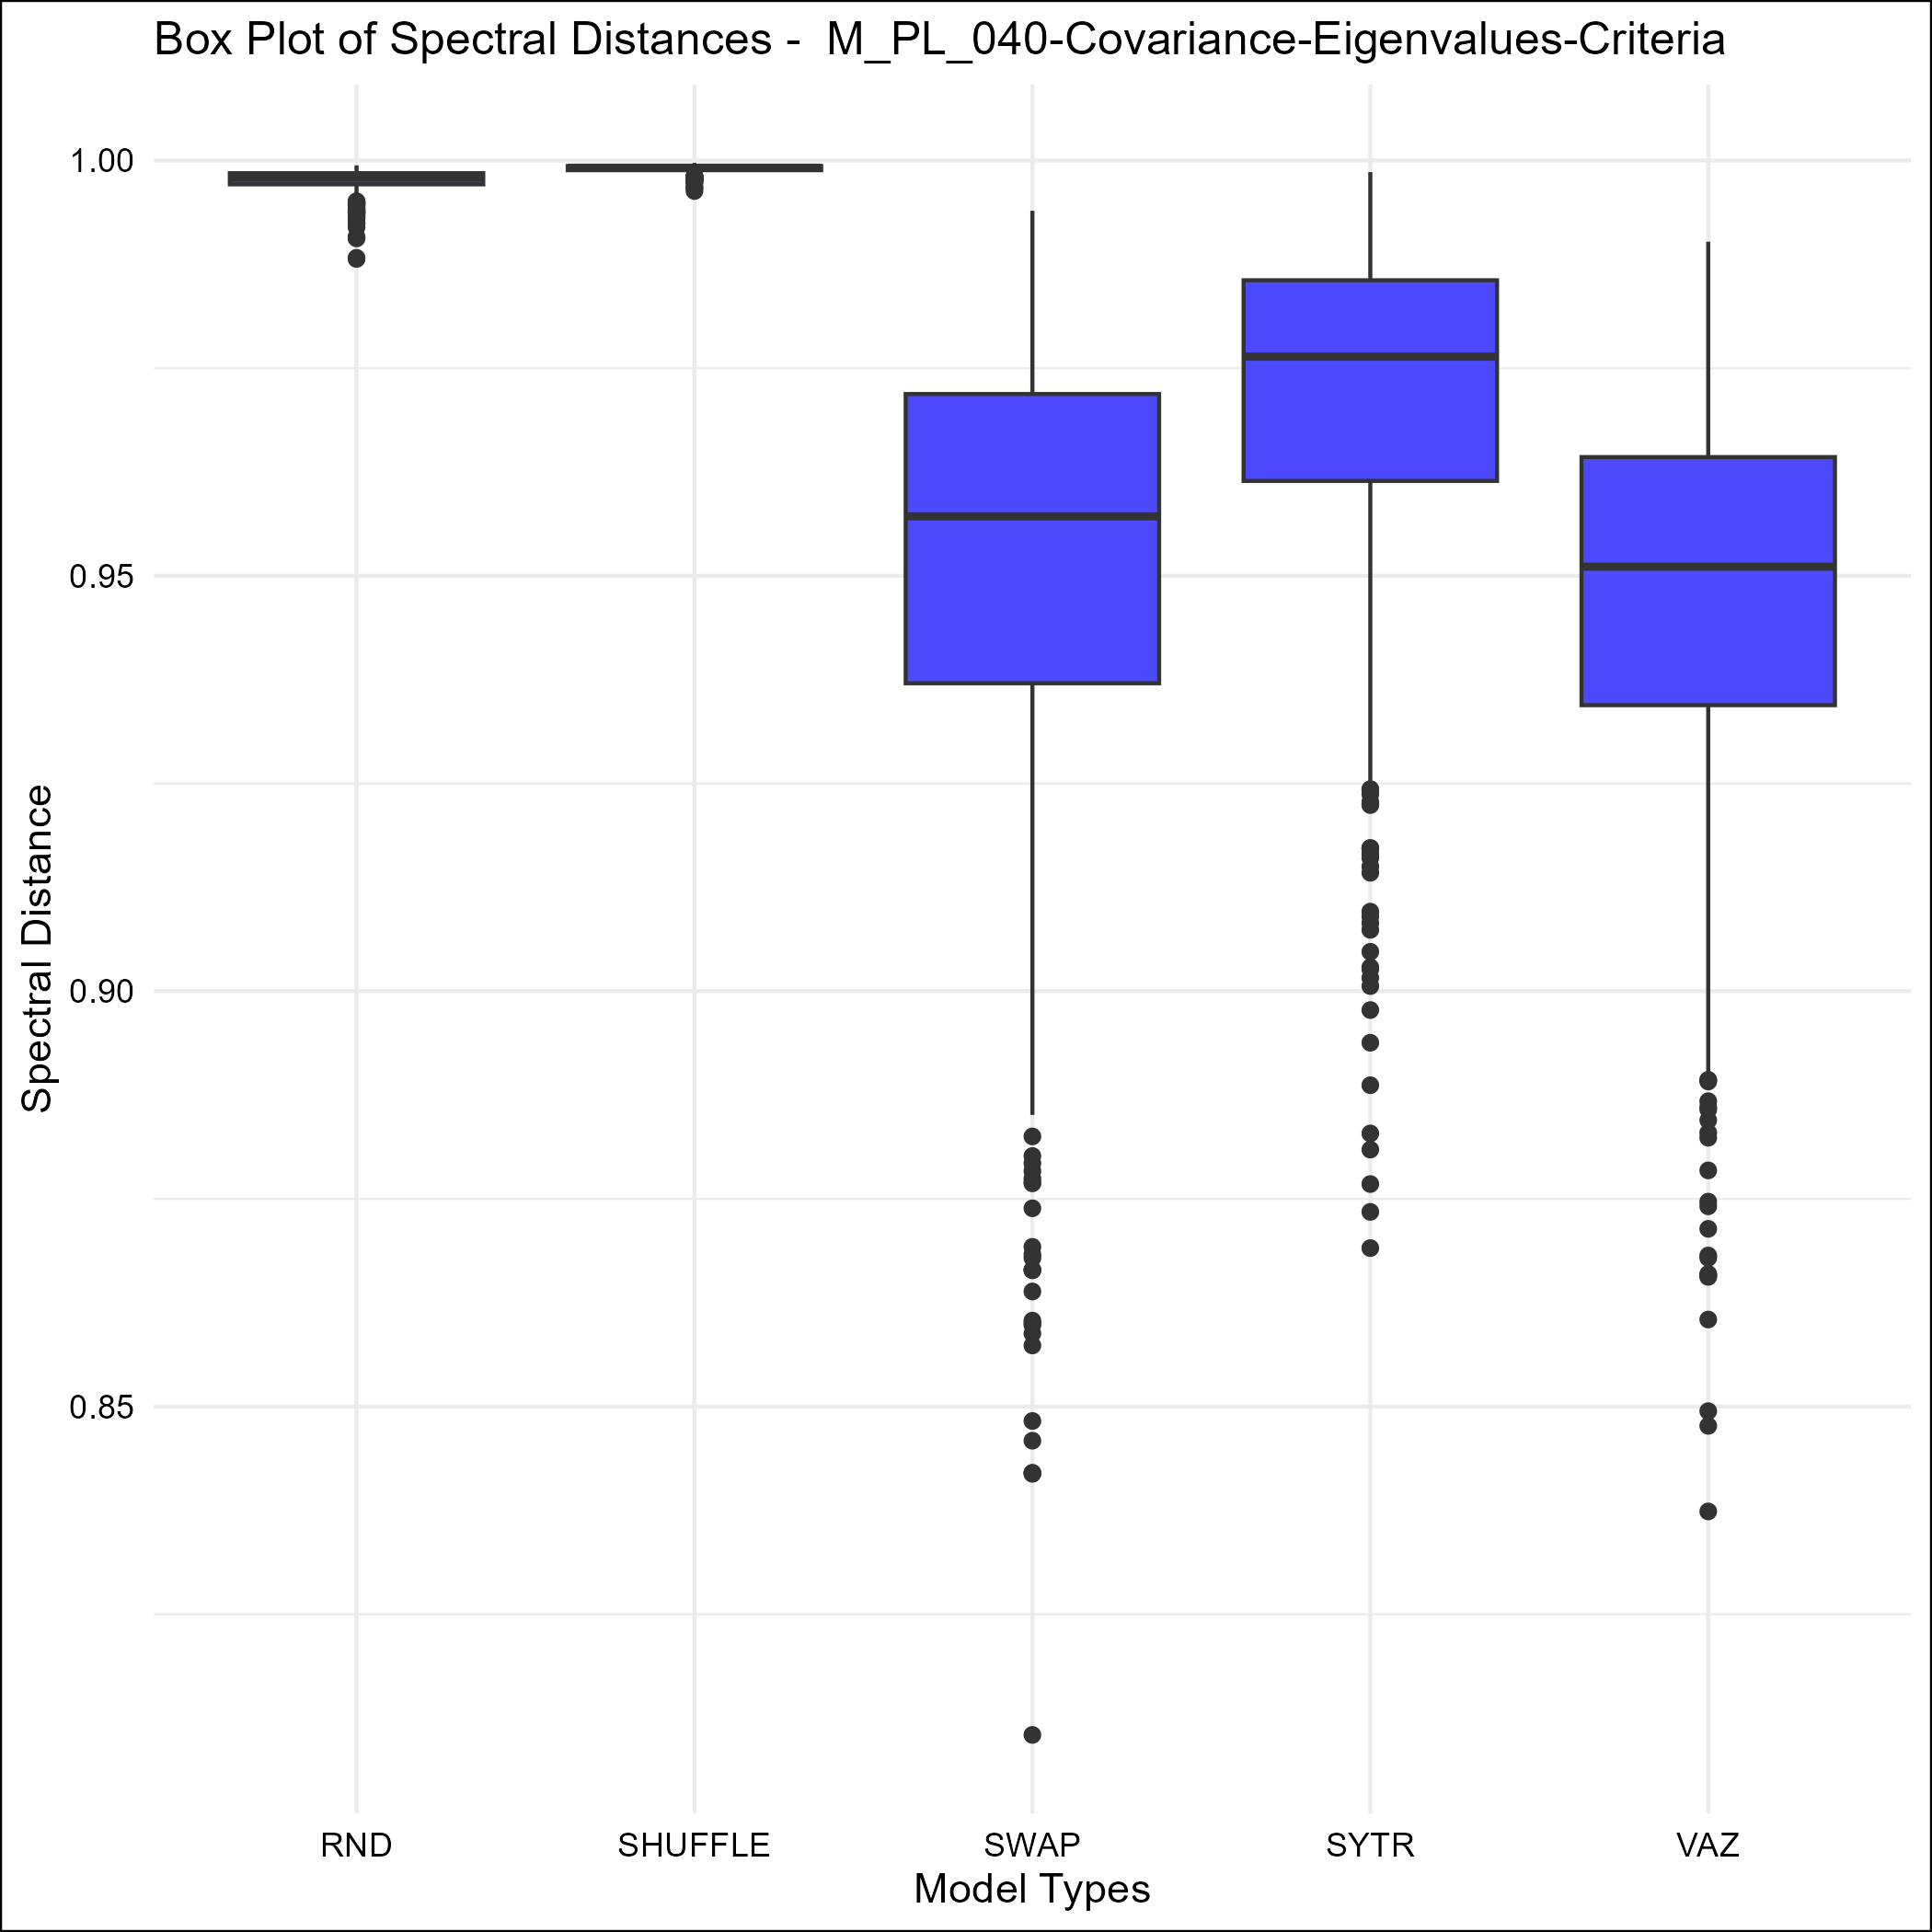 Box Plot of Spectral Distances -  M_PL_040-Covariance-Eigenvalues-Criteria
Spectral Distance
1.00
0.95
0.90
0.85
RND SHUFFLE SWAP SYTR VAZ
Model Types